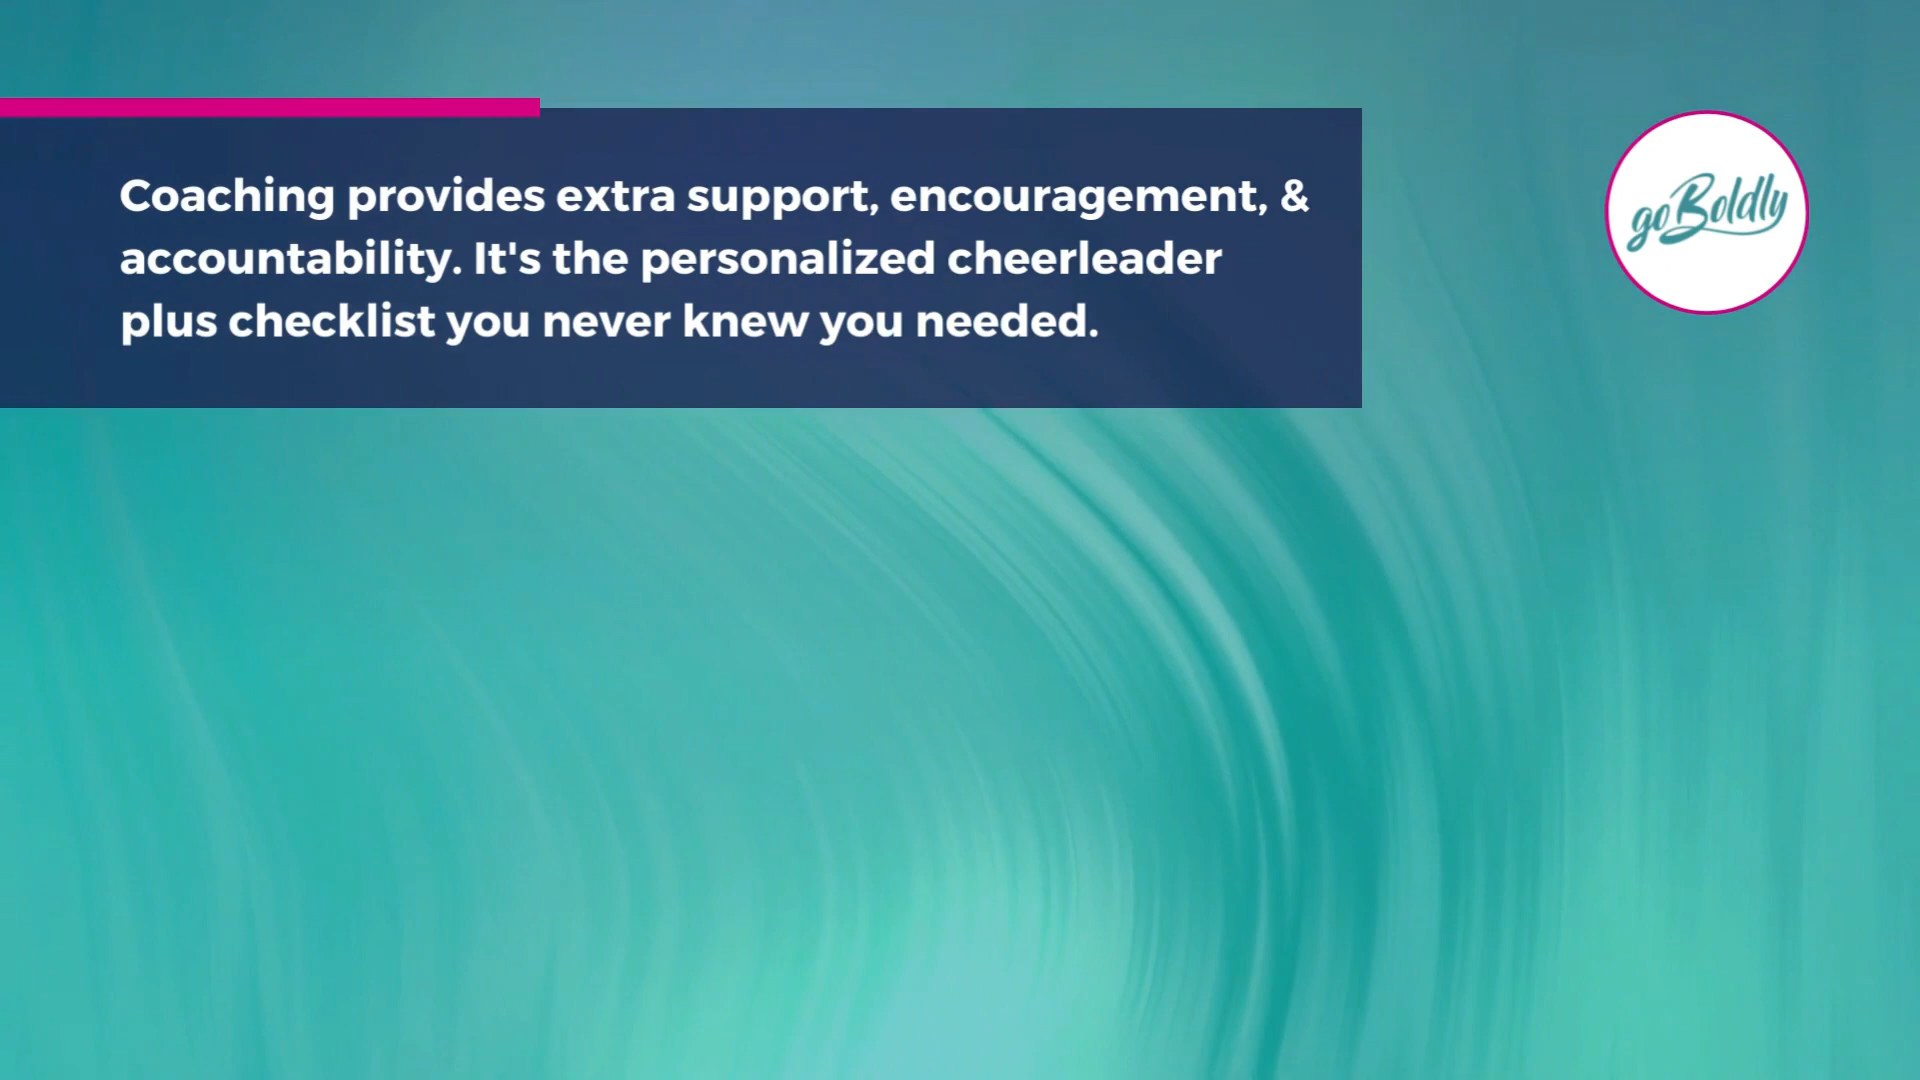 Coaching provides extra support, encouragement, &
accountability. It's the personalized cheerleader
plus checklist you never knew you needed.
goBoldly